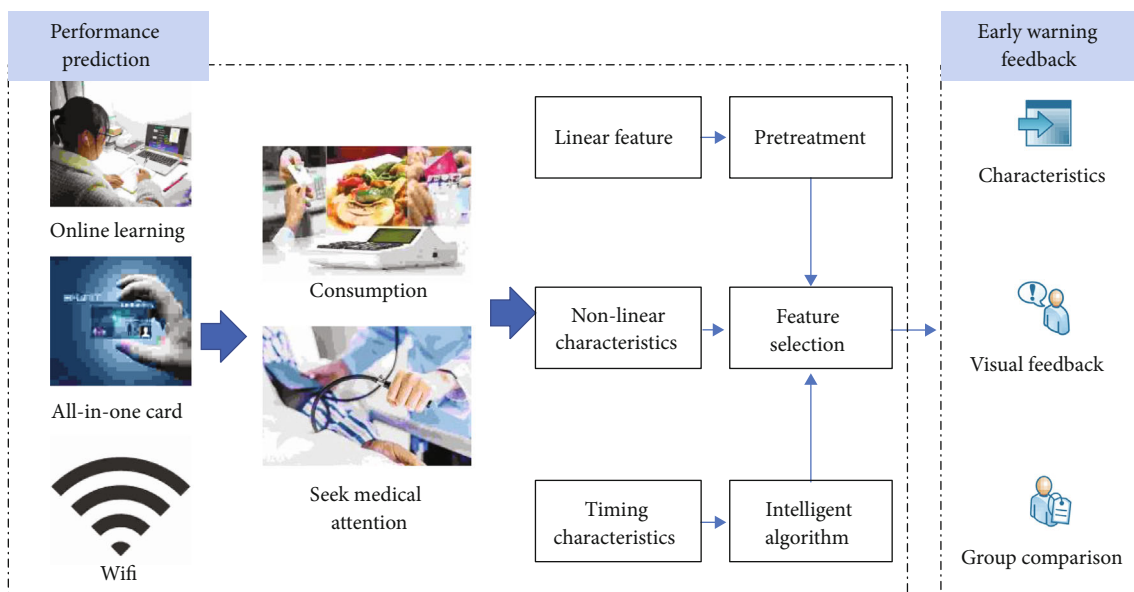 Performance
prediction
Early warning
feedback
Online learning
All-in-one card
Wifi
Consumption
Seek medical
attention
Linear feature
Pretreatment
Non-linear
characteristics
Feature
selection
Timing
characteristics
Intelligent
algorithm
Characteristics
Visual feedback
Group comparison